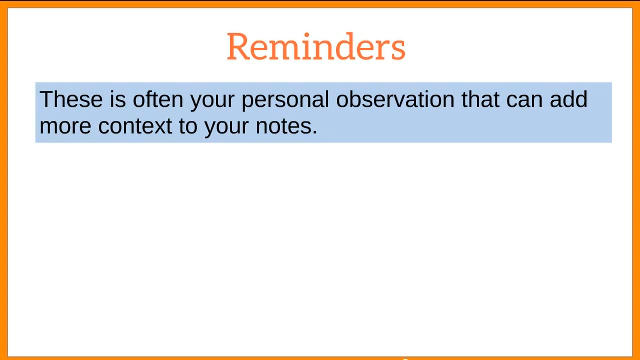 Reminders
These is often your personal observation that can add
more context to your notes.